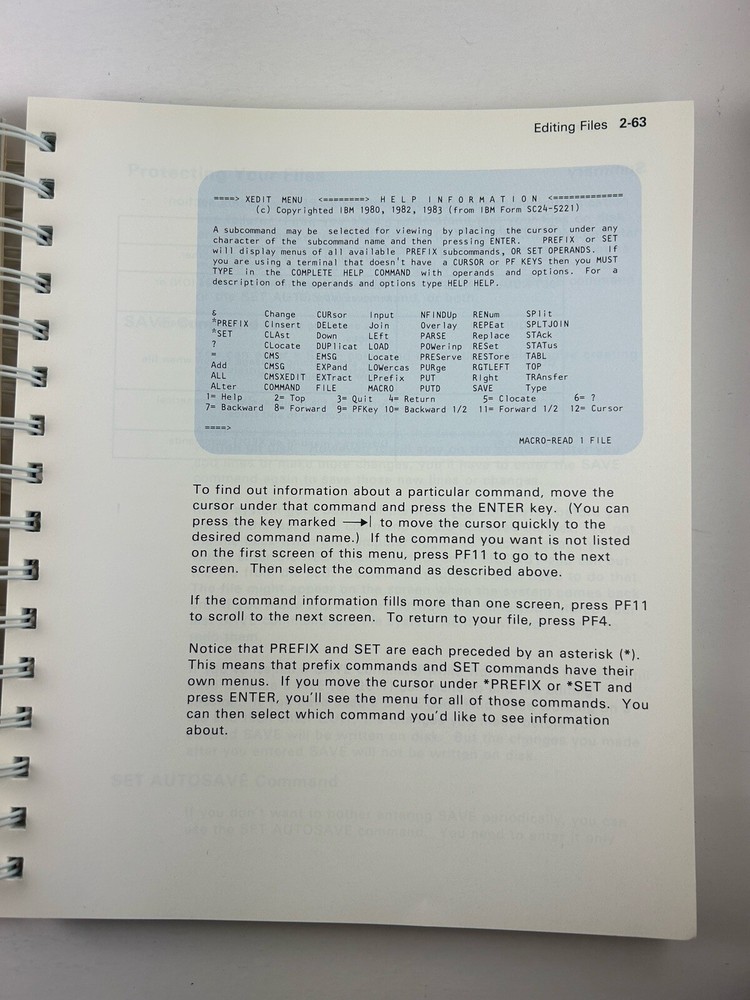 Editing Files 2-63
====> XEDIT MENU <========> H E L P I N F O R M A T I O N <=============
(c) Copyrighted IBM 1980, 1982, 1983 (from IBM Form SC24-5221)
A subcommand may be selected for viewing by placing the cursor under any
character of the subcommand name and then pressing ENTER. PREFIX or SET
will display menus of all available PREFIX subcommands, OR SET OPERANDS. If
you are using a terminal that doesn't have a CURSOR or PF KEYS then you MUST
TYPE in the COMPLETE HELP COMMAND with operands and options. For a
description of the operands and options type HELP HELP.
& Change CURsor Input NFINDUp RENum SPlit
*PREFIX CInsert DELete Join Overlay REPEat SPLTJOIN
*SET CLAst Down LEft PARSE Replace STAck
? CLocate DUPlicat LOAD POWerinp RESet STATus
= CMS EMSG Locate PREServe RESTore TABL
Add CMSG EXPand LOWercas PURge RGTLEFT TOP
ALL CMSXEDIT EXTract LPrefix PUT RIght TRAnsfer
ALter COMMAND FILE MACRO PUTD SAVE Type
1= Help 2= Top 3= Quit 4= Return 5= Clocate 6= ?
7= Backward 8= Forward 9= PFKey 10= Backward 1/2 11= Forward 1/2 12= Cursor
====>
MACRO-READ 1 FILE
To find out information about a particular command, move the
cursor under that command and press the ENTER key. (You can
press the key marked →| to move the cursor quickly to the
desired command name.) If the command you want is not listed
on the first screen of this menu, press PF11 to go to the next
screen. Then select the command as described above.
If the command information fills more than one screen, press PF11
to scroll to the next screen. To return to your file, press PF4.
Notice that PREFIX and SET are each preceded by an asterisk (*).
This means that prefix commands and SET commands have their
own menus. If you move the cursor under *PREFIX or *SET and
press ENTER, you'll see the menu for all of those commands. You
can then select which command you'd like to see information
about.